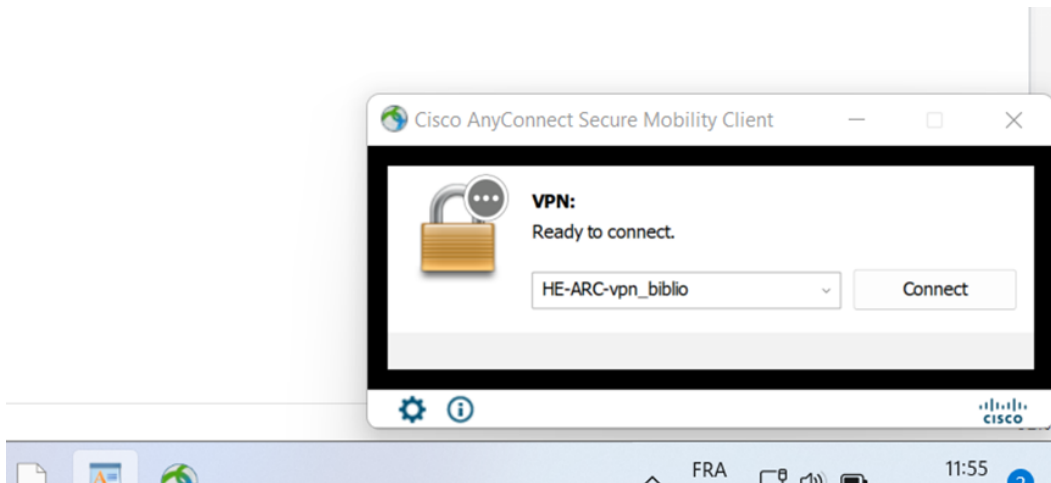 Cisco AnyConnect Secure Mobility Client
VPN:
Ready to connect.
HE-ARC-vpn_biblio
Connect
CISCO
FRA
11:55